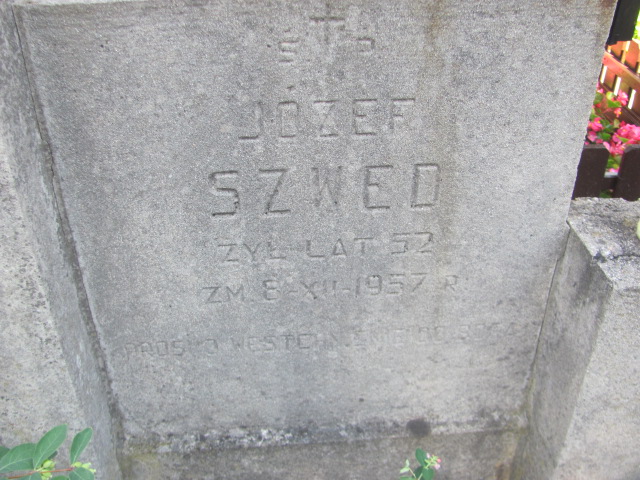 Ś P
JÓZEF
SZWED
ŻYŁ LAT 52
ZM 8-XII-1957 R
PROSI O WESTCHNIENIE DO BOGA